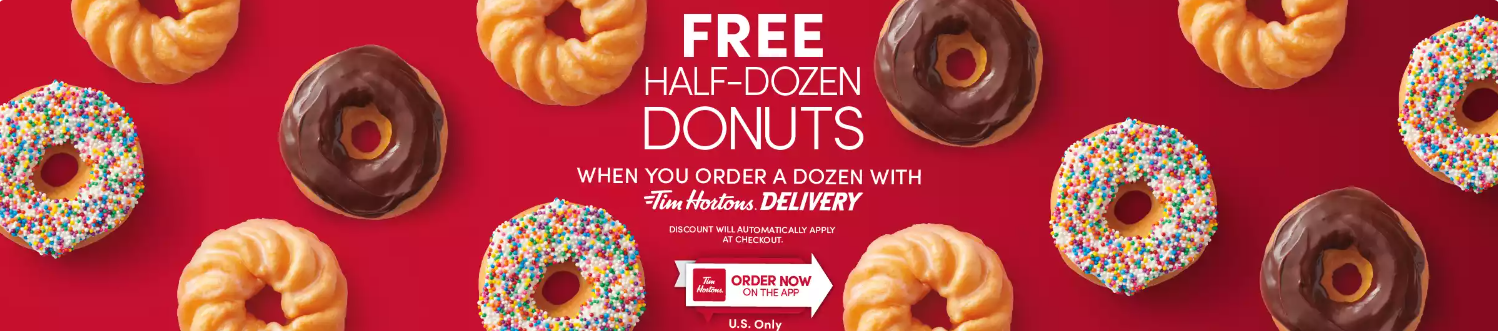 FREE
HALF-DOZEN
DONUTS
WHEN YOU ORDER A DOZEN WITH
Tim Hortons. DELIVERY
DISCOUNT WILL AUTOMATICALLY APPLY
AT CHECKOUT.
Tim
Hortons.
ORDER NOW
ON THE APP
U.S. Only